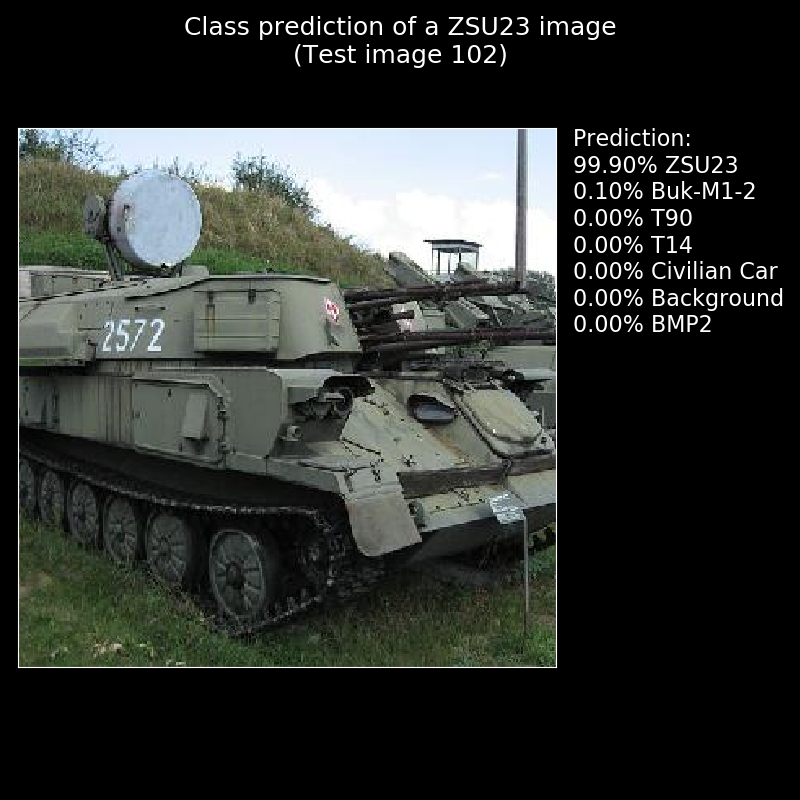 Class prediction of a ZSU23 image
(Test image 102)
Prediction:
99.90% ZSU23
0.10% Buk-M1-2
0.00% T90
0.00% T14
0.00% Civilian Car
0.00% Background
0.00% BMP2
2572